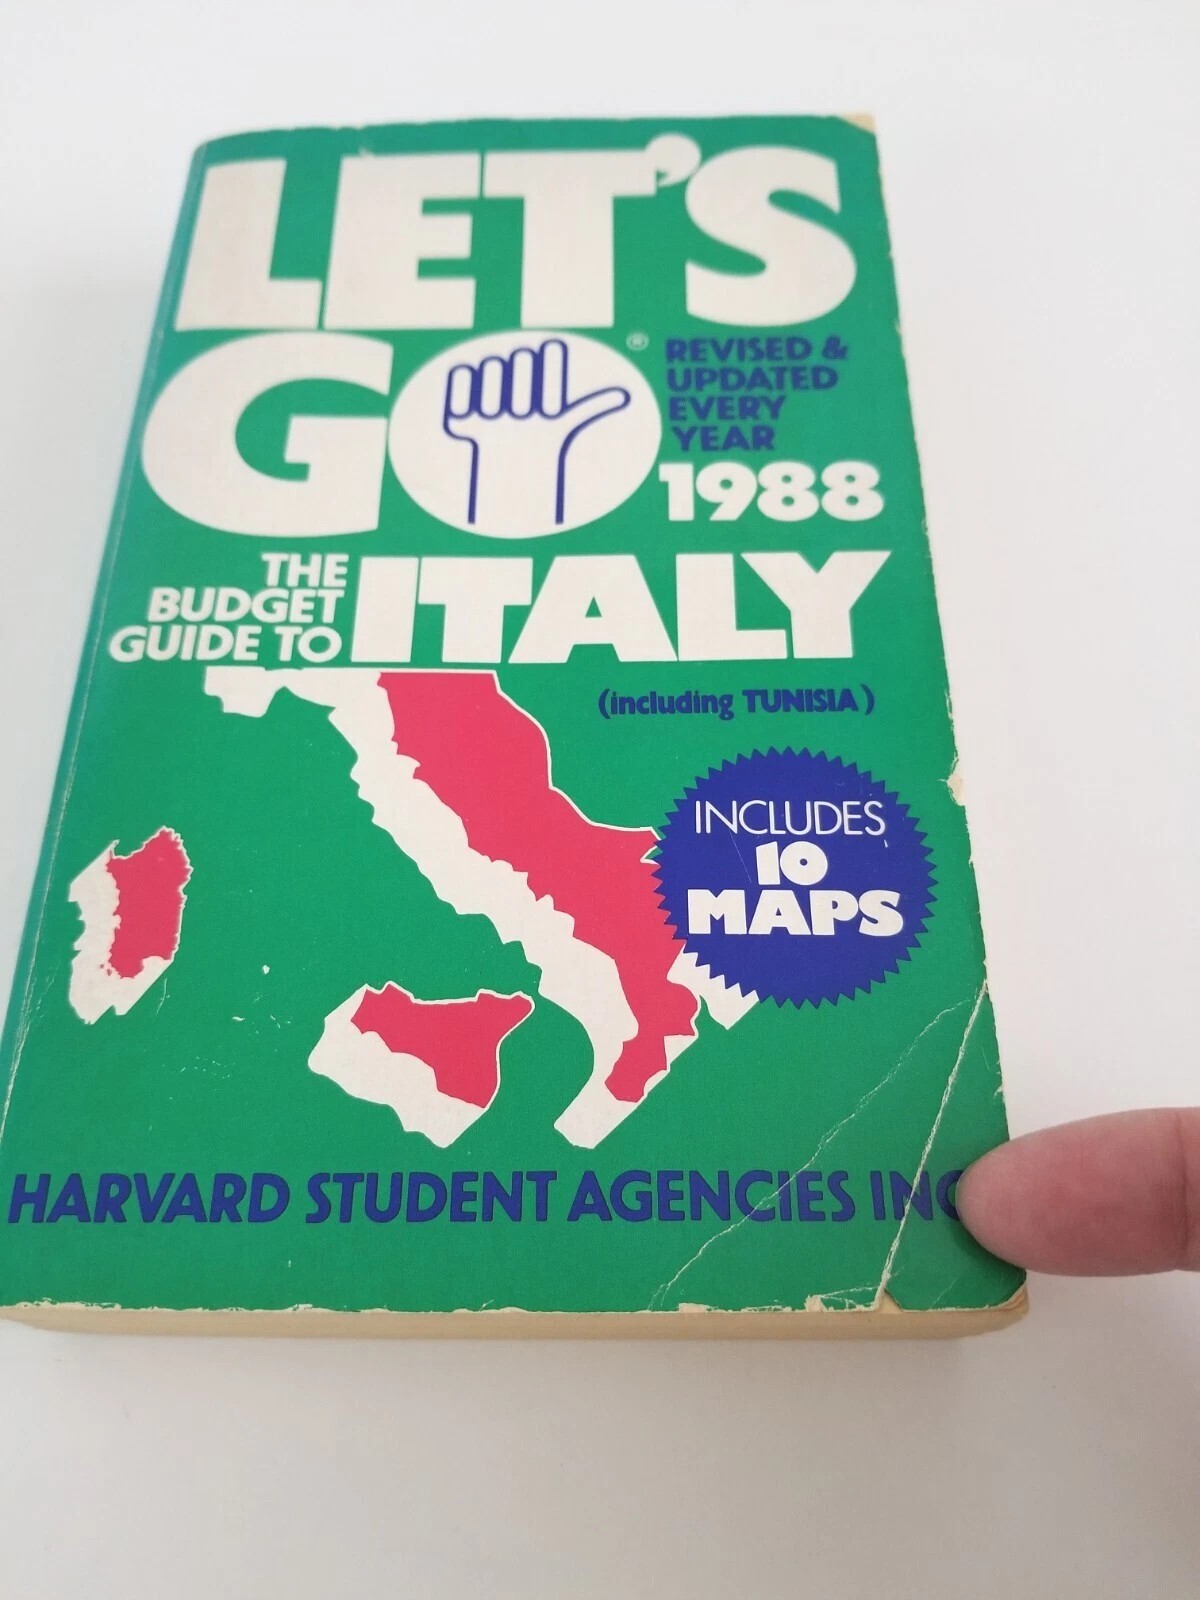 LET'S
GO®
REVISED &
UPDATED
EVERY
YEAR
1988
THE
BUDGET
GUIDE TO
ITALY
(including TUNISIA)
INCLUDES
10
MAPS
HARVARD STUDENT AGENCIES INC